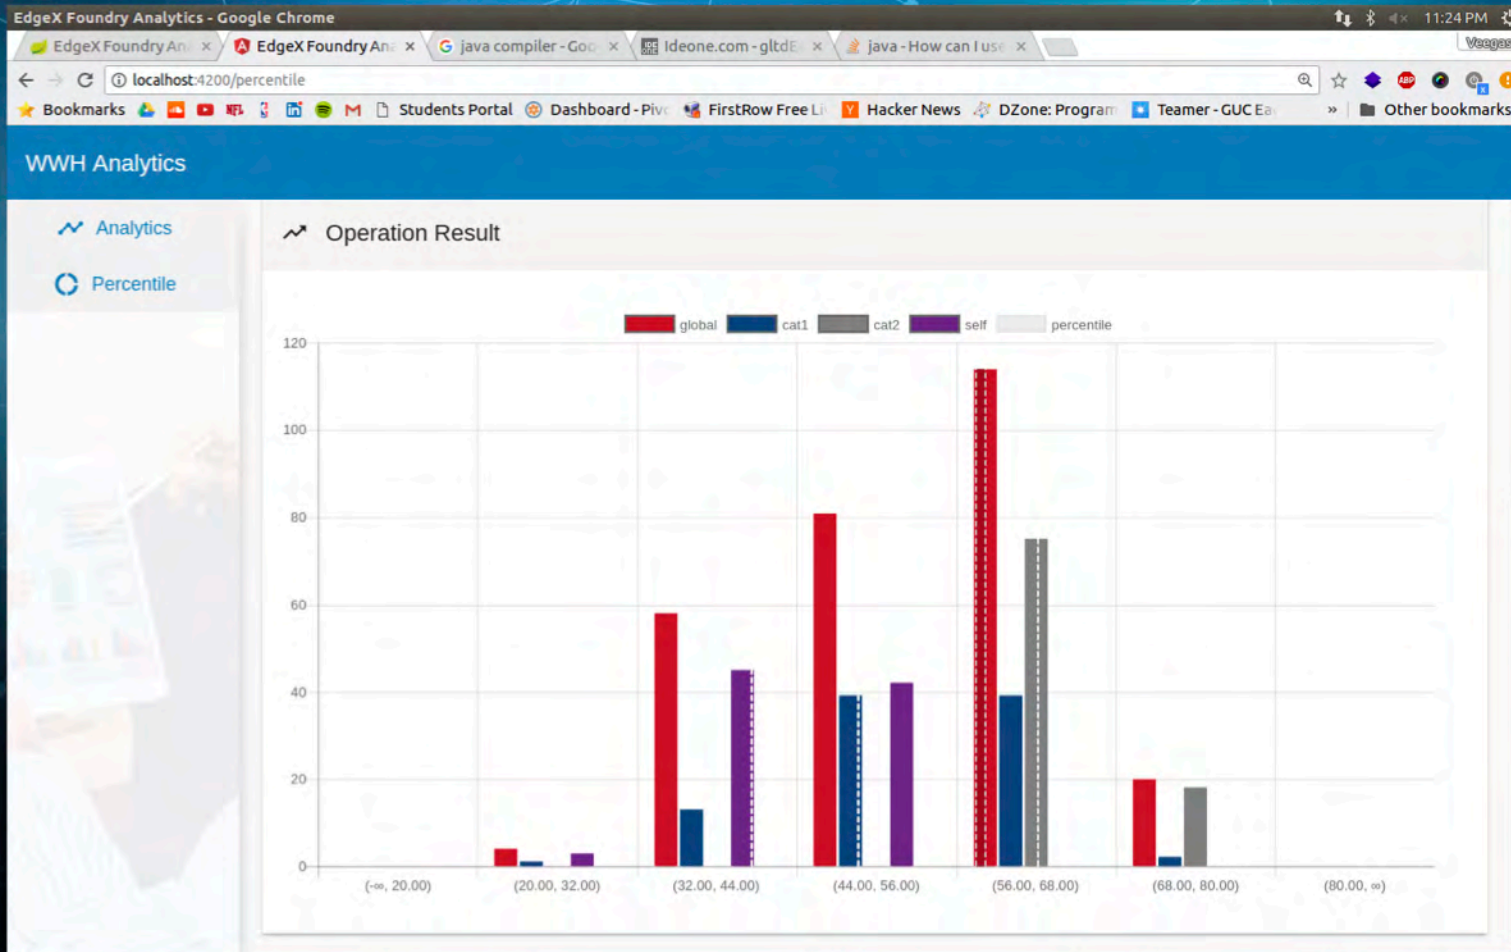 EdgeX Foundry Analytics - Google Chrome
11:24 PM
EdgeX Foundry An
EdgeX Foundry Ana
java compiler - Goo
Ideone.com - gltdE
java - How can I use
Veegas
localhost:4200/percentile
Bookmarks
NFL
Students Portal
Dashboard - Pivo
FirstRow Free Li
Hacker News
DZone: Program
Teamer - GUC Ea
»
Other bookmarks
WWH Analytics
Analytics
Percentile
Operation Result
global cat1 cat2 self percentile
120
100
80
60
40
20
0
(-∞, 20.00) (20.00, 32.00) (32.00, 44.00) (44.00, 56.00) (56.00, 68.00) (68.00, 80.00) (80.00, ∞)